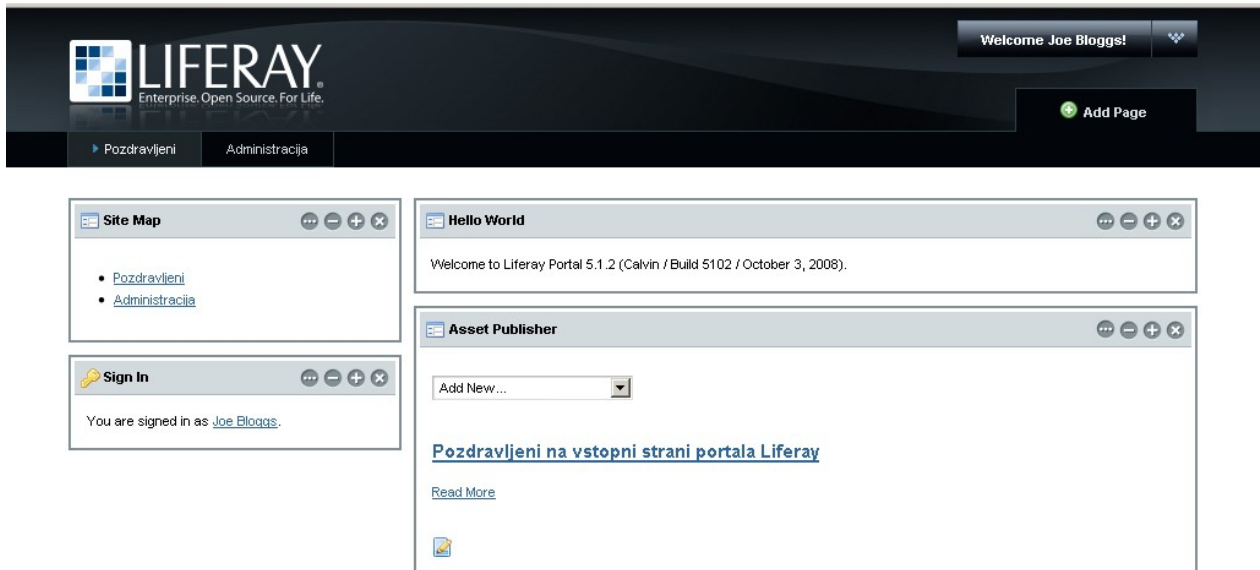 LIFERAY.
Enterprise. Open Source. For Life.
Welcome Joe Bloggs!
Add Page
Pozdravljeni
Administracija
Site Map
Pozdravljeni
Administracija
Sign In
You are signed in as Joe Bloggs.
Hello World
Welcome to Liferay Portal 5.1.2 (Calvin / Build 5102 / October 3, 2008).
Asset Publisher
Add New...
Pozdravljeni na vstopni strani portala Liferay
Read More